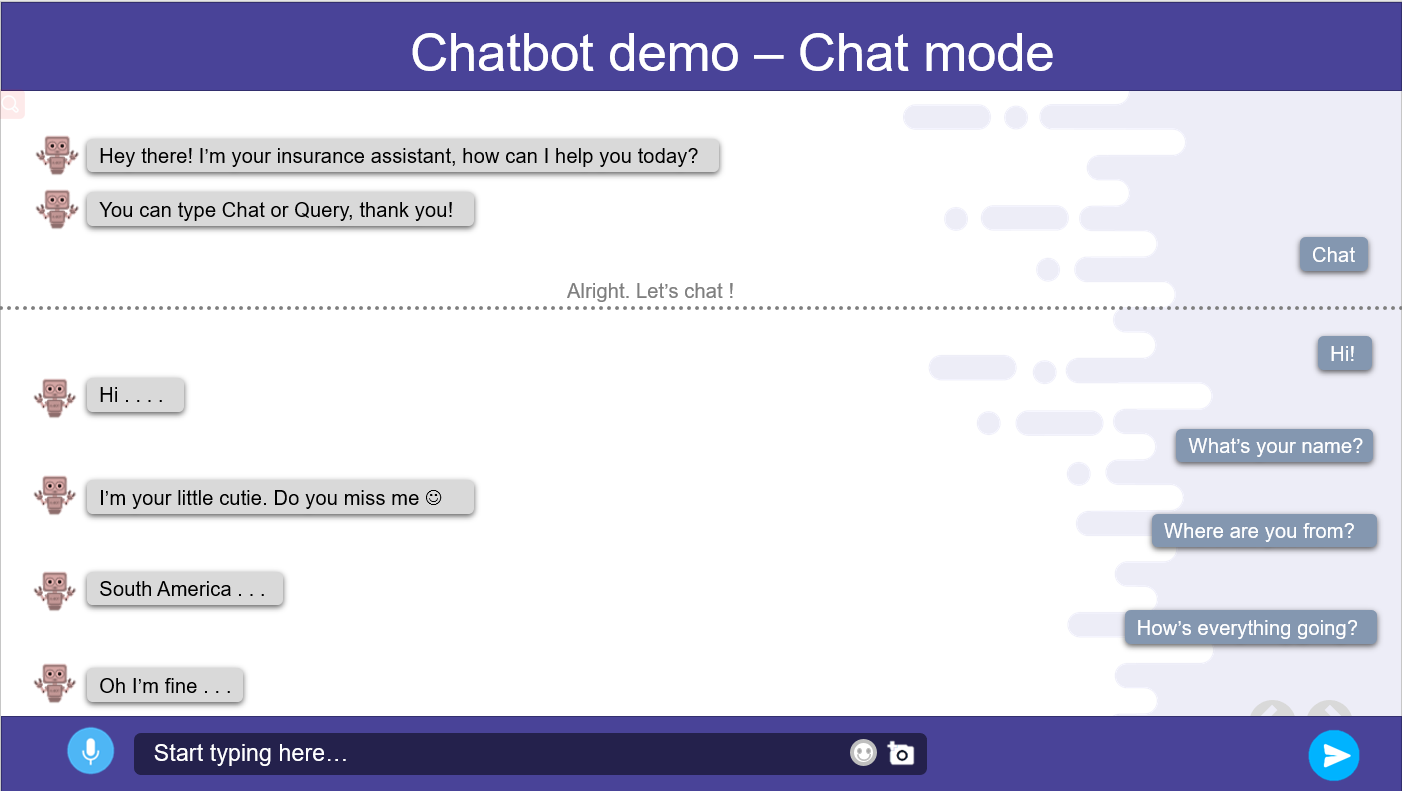 Chatbot demo – Chat mode
Hey there! I’m your insurance assistant, how can I help you today?
You can type Chat or Query, thank you!
Chat
Alright. Let’s chat !
Hi!
Hi . . . .
What’s your name?
I’m your little cutie. Do you miss me ☺
Where are you from?
South America . . .
How’s everything going?
Oh I’m fine . . .
Start typing here…